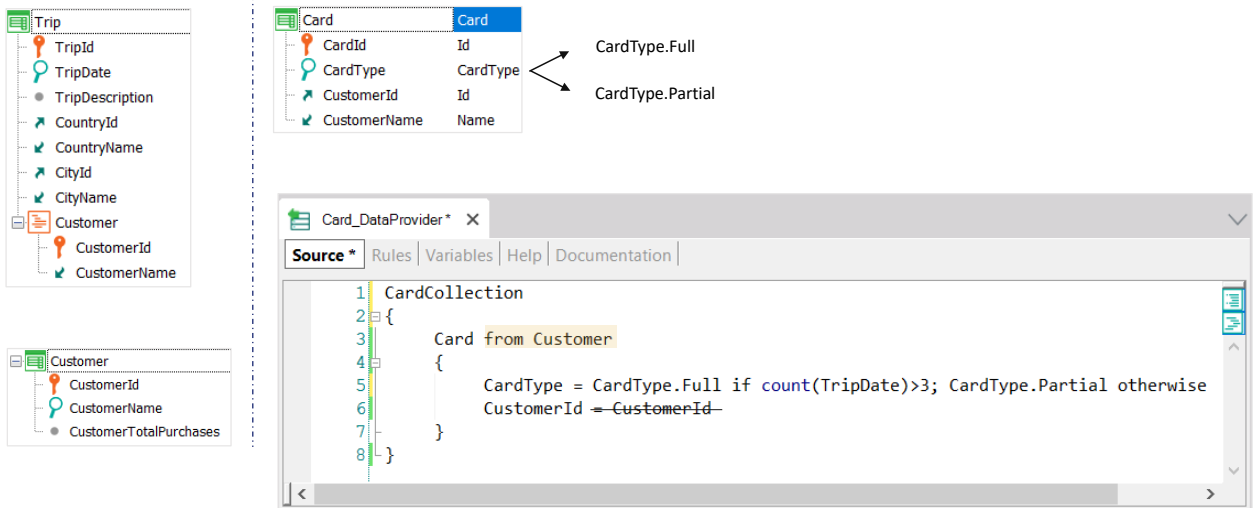 Trip
TripId
TripDate
TripDescription
CountryId
CountryName
CityId
CityName
Customer
CustomerId
CustomerName
Customer
CustomerId
CustomerName
CustomerTotalPurchases
Card Card
CardId Id
CardType CardType
CustomerId Id
CustomerName Name
CardType.Full
CardType.Partial
Card_DataProvider* X
Source * Rules Variables Help Documentation
1 CardCollection
2 {
3 Card from Customer
4 {
5 CardType = CardType.Full if count(TripDate)>3; CardType.Partial otherwise
6 CustomerId = CustomerId
7 }
8 }